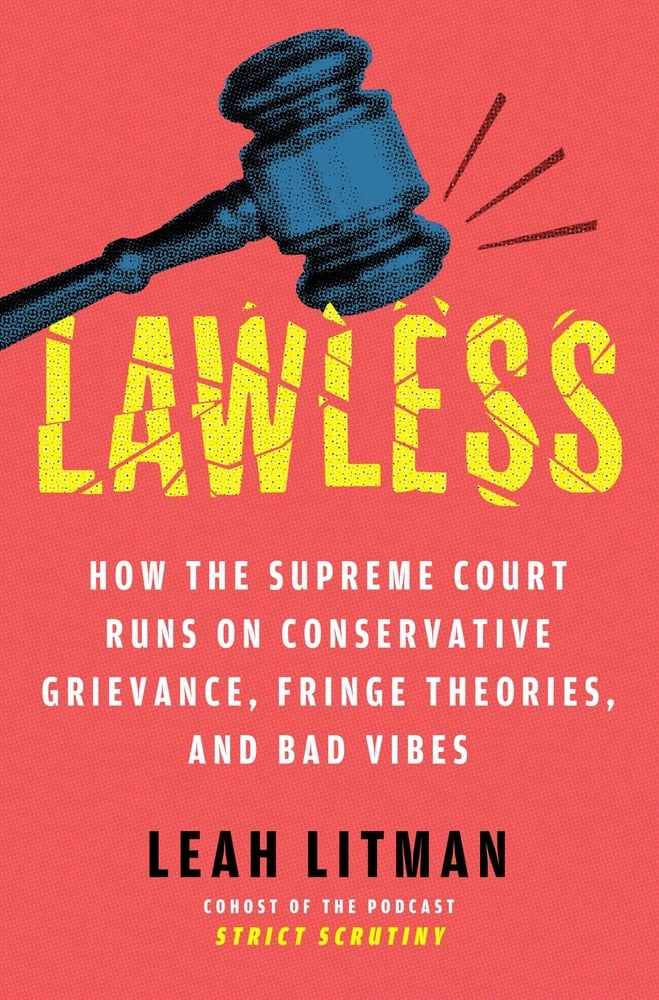 LAWLESS
HOW THE SUPREME COURT
RUNS ON CONSERVATIVE
GRIEVANCE, FRINGE THEORIES,
AND BAD VIBES
LEAH LITMAN
COHOST OF THE PODCAST
STRICT SCRUTINY